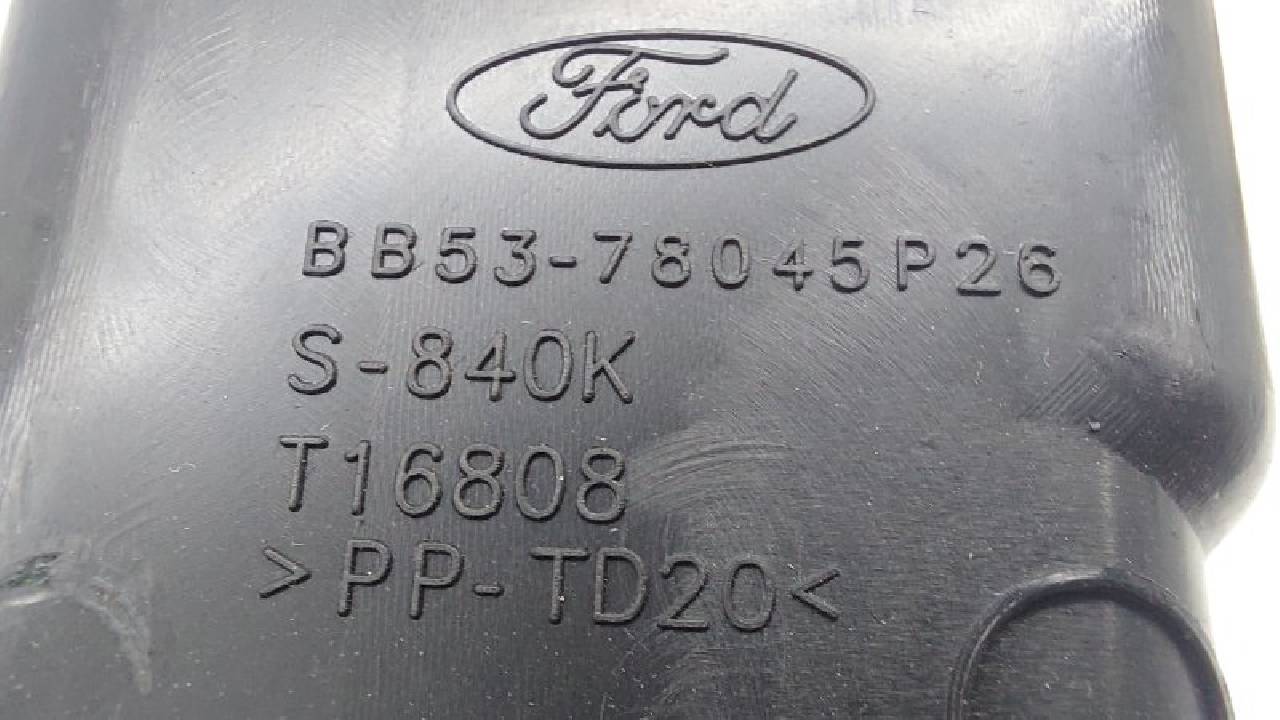 Ford
BB53-78045P26
S-840K
T16808
>PP-TD20<